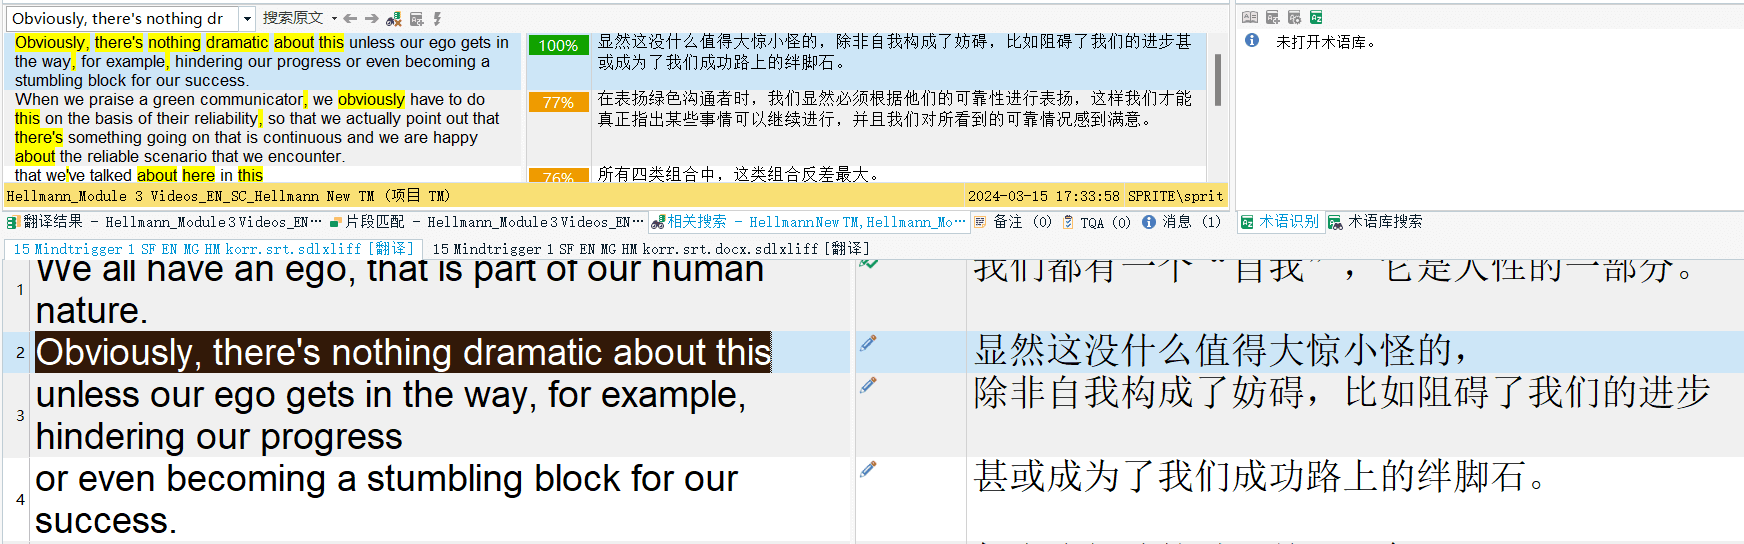 Obviously, there's nothing dr
搜索原文
Obviously, there's nothing dramatic about this unless our ego gets in
the way, for example, hindering our progress or even becoming a
stumbling block for our success.
100%
显然这没什么值得大惊小怪的，除非自我构成了妨碍，比如阻碍了我们的进步甚
或成为了我们成功路上的绊脚石。
When we praise a green communicator, we obviously have to do
this on the basis of their reliability, so that we actually point out that
there's something going on that is continuous and we are happy
about the reliable scenario that we encounter.
77%
在表扬绿色沟通者时，我们显然必须根据他们的可靠性进行表扬，这样我们才能
真正指出某些事情可以继续进行，并且我们对所看到的可靠情况感到满意。
that we've talked about here in this
76%
所有四类组合中，这类组合反差最大。
Hellmann_Module 3 Videos_EN_SC_Hellmann New TM (项目 TM)
2024-03-15 17:33:58
SPRITE\sprit
未打开术语库。
翻译结果 - Hellmann_Module 3 Videos_EN…
片段匹配 - Hellmann_Module 3 Videos_EN…
相关搜索 - Hellmann New TM, Hellmann_Mo…
备注 (0)
TQA (0)
消息 (1)
术语识别
术语库搜索
15 Mindtrigger 1 SF EN MG HM korr.srt.sdlxliff [翻译]
15 Mindtrigger 1 SF EN MG HM korr.srt.docx.sdlxliff [翻译]
1
We all have an ego, that is part of our human
nature.
我们都有一个“自我”，它是人性的一部分。
2
Obviously, there's nothing dramatic about this
显然这没什么值得大惊小怪的，
3
unless our ego gets in the way, for example,
hindering our progress
除非自我构成了妨碍，比如阻碍了我们的进步
4
or even becoming a stumbling block for our
success.
甚或成为了我们成功路上的绊脚石。